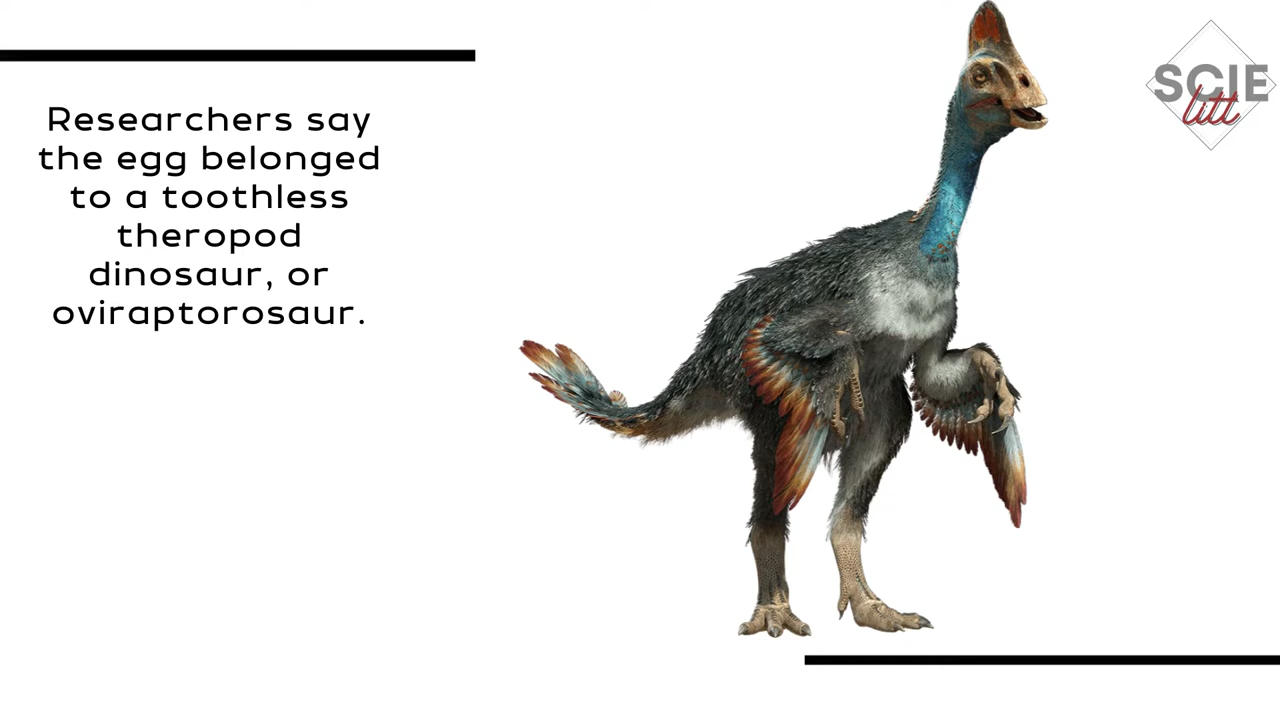 Researchers say
the egg belonged
to a toothless
theropod
dinosaur, or
oviraptorosaur.
SCIE
litt